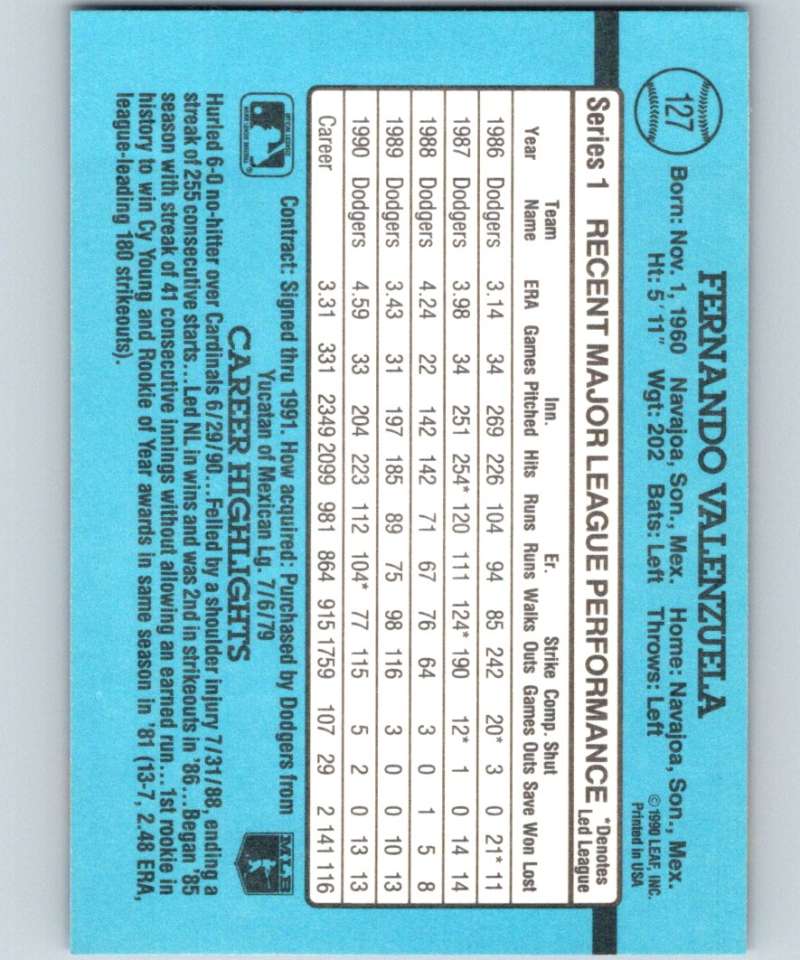 127
FERNANDO VALENZUELA
Born: Nov. 1, 1960 Navajoa, Son., Mex. Home: Navajoa, Son., Mex.
Ht: 5'11" Wgt: 202 Bats: Left Throws: Left
© 1990 LEAF, INC.
Printed in USA
Series 1 RECENT MAJOR LEAGUE PERFORMANCE *Denotes Led League
Team Inn. Er. Strike Comp. Shut
Year Name ERA Games Pitched Hits Runs Runs Walks Outs Games Outs Save Won Lost
1986 Dodgers 3.14 34 269 226 104 94 85 242 20* 3 0 21* 11
1987 Dodgers 3.98 34 251 254* 120 111 124* 190 12* 1 0 14 14
1988 Dodgers 4.24 22 142 142 71 67 76 64 3 0 1 5 8
1989 Dodgers 3.43 31 197 185 89 75 98 116 3 0 0 10 13
1990 Dodgers 4.59 33 204 223 112 104* 77 115 5 2 0 13 13
Career 3.31 331 2349 2099 981 864 915 1759 107 29 2 141 116
Contract: Signed thru 1991. How acquired: Purchased by Dodgers from
Yucatan of Mexican Lg. 7/6/79
MLB
CAREER HIGHLIGHTS
Hurled 6-0 no-hitter over Cardinals 6/29/90...Felled by a shoulder injury 7/31/88, ending a
streak of 255 consecutive starts...Led NL in wins and was 2nd in strikeouts in '86...Began '85
season with streak of 41 consecutive innings without allowing an earned run...1st rookie in
history to win Cy Young and Rookie of Year awards in same season in '81 (13-7, 2.48 ERA,
league-leading 180 strikeouts).